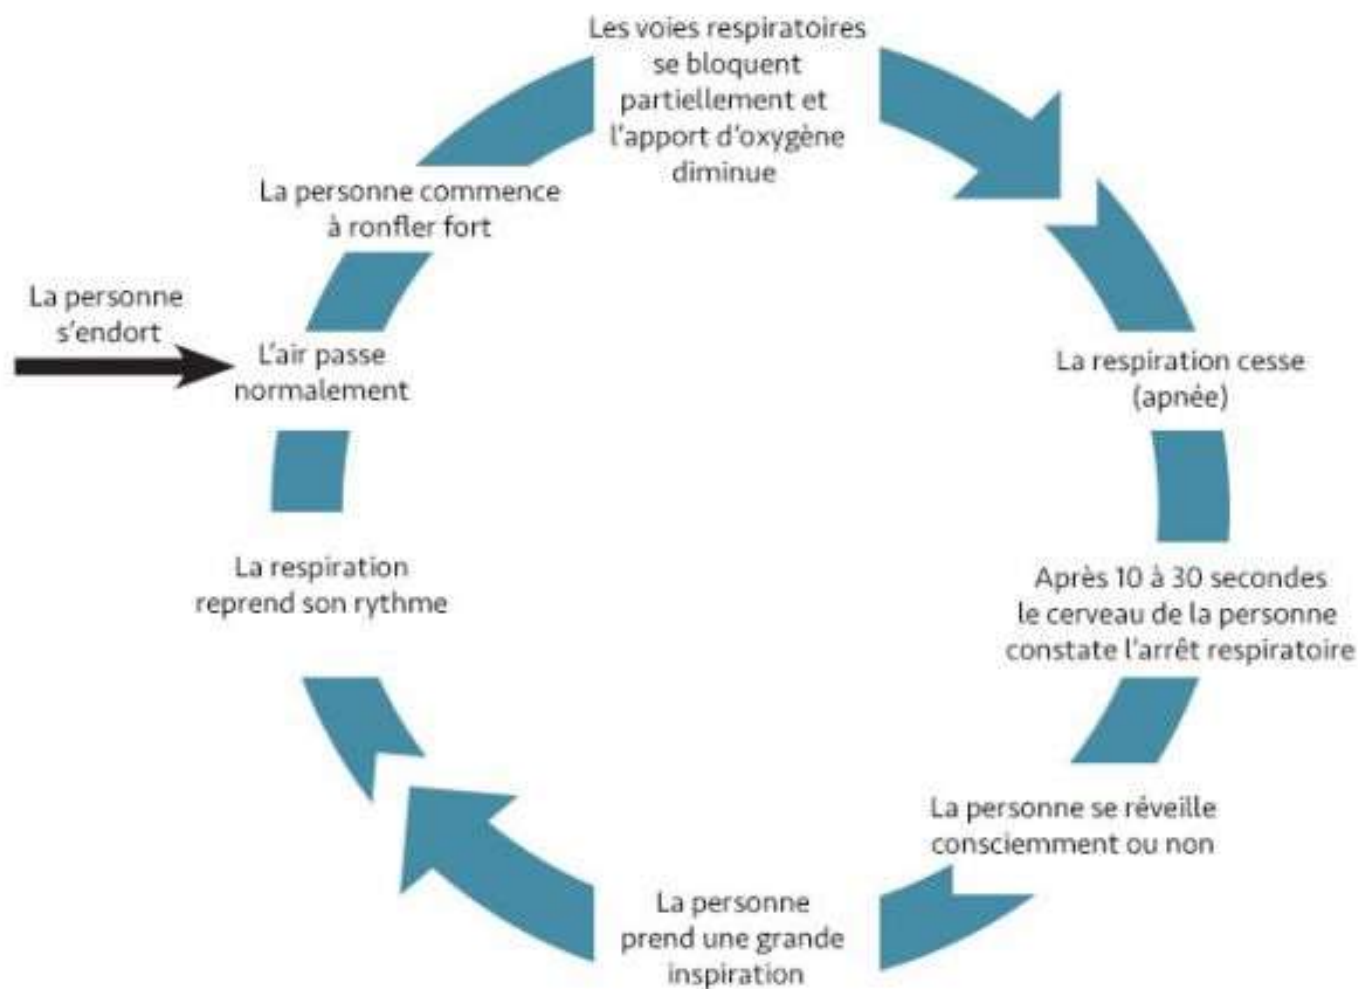 La personne
s'endort
L'air passe
normalement
La personne commence
à ronfler fort
Les voies respiratoires
se bloquent
partiellement et
l'apport d'oxygène
diminue
La respiration cesse
(apnée)
Après 10 à 30 secondes
le cerveau de la personne
constate l'arrêt respiratoire
La personne se réveille
consciemment ou non
La personne
prend une grande
inspiration
La respiration
reprend son rythme